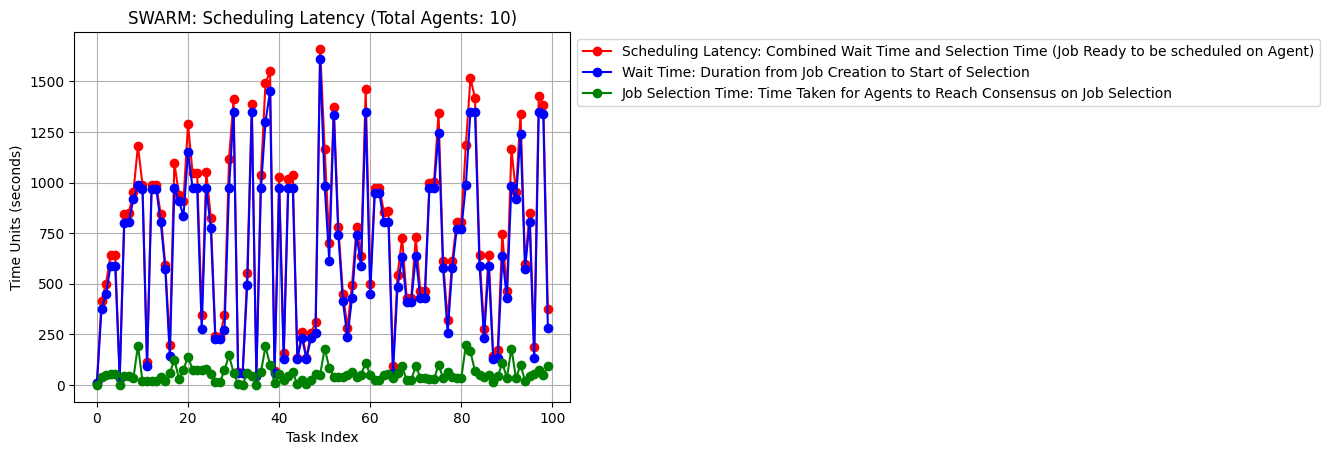 SWARM: Scheduling Latency (Total Agents: 10)
Scheduling Latency: Combined Wait Time and Selection Time (Job Ready to be scheduled on Agent)
Wait Time: Duration from Job Creation to Start of Selection
Job Selection Time: Time Taken for Agents to Reach Consensus on Job Selection
Time Units (seconds)
1500
1250
1000
750
500
250
0
0 20 40 60 80 100
Task Index